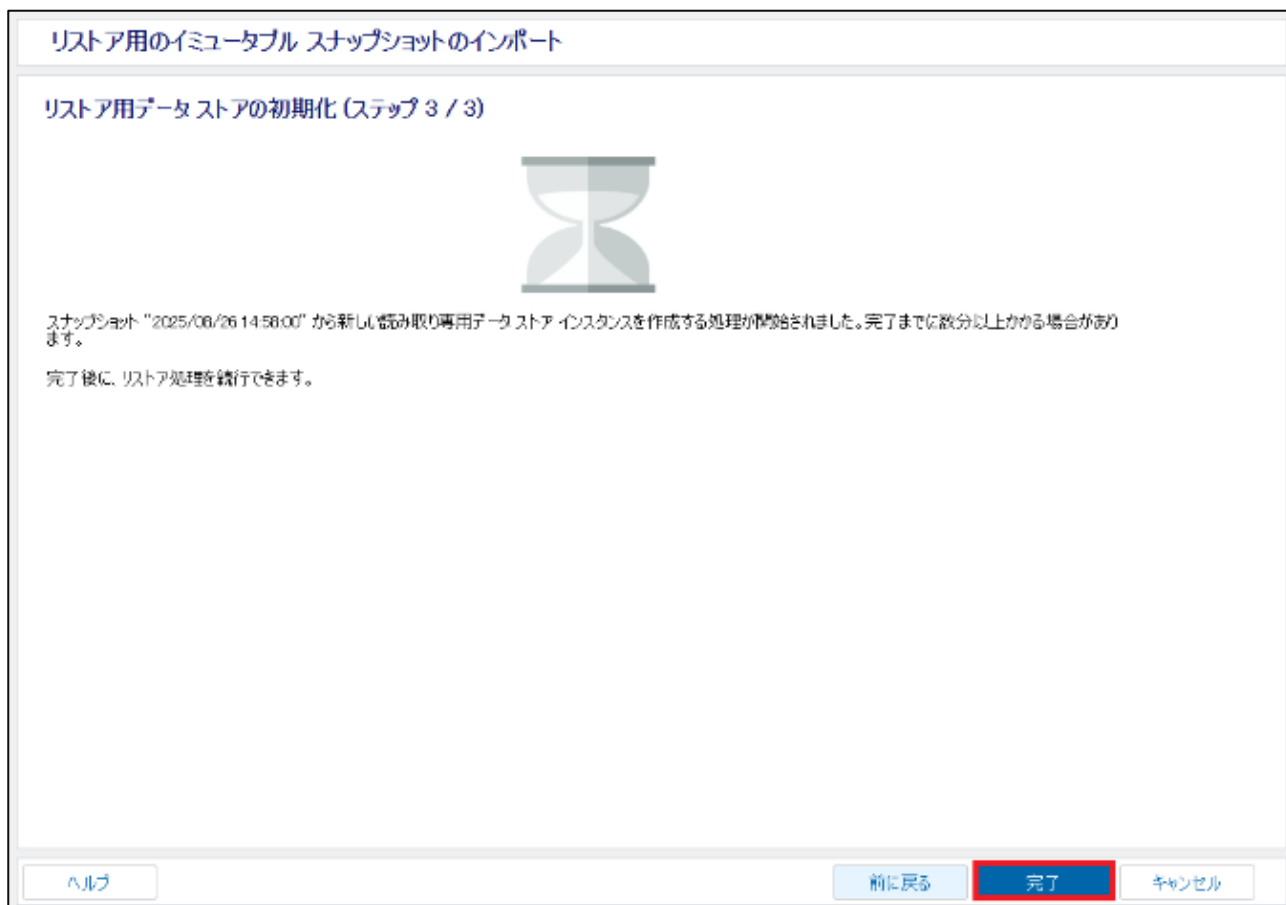 リストア用のイミュータブル スナップショットのインポート
リストア用データ ストアの初期化 (ステップ 3 / 3)
スナップショット "2025/08/26 14:58:00" から新しい読み取り専用データ ストア インスタンスを作成する処理が開始されました。完了までに数分以上かかる場合があり
ます。
完了後に、リストア処理を続行できます。
ヘルプ
前に戻る
完了
キャンセル